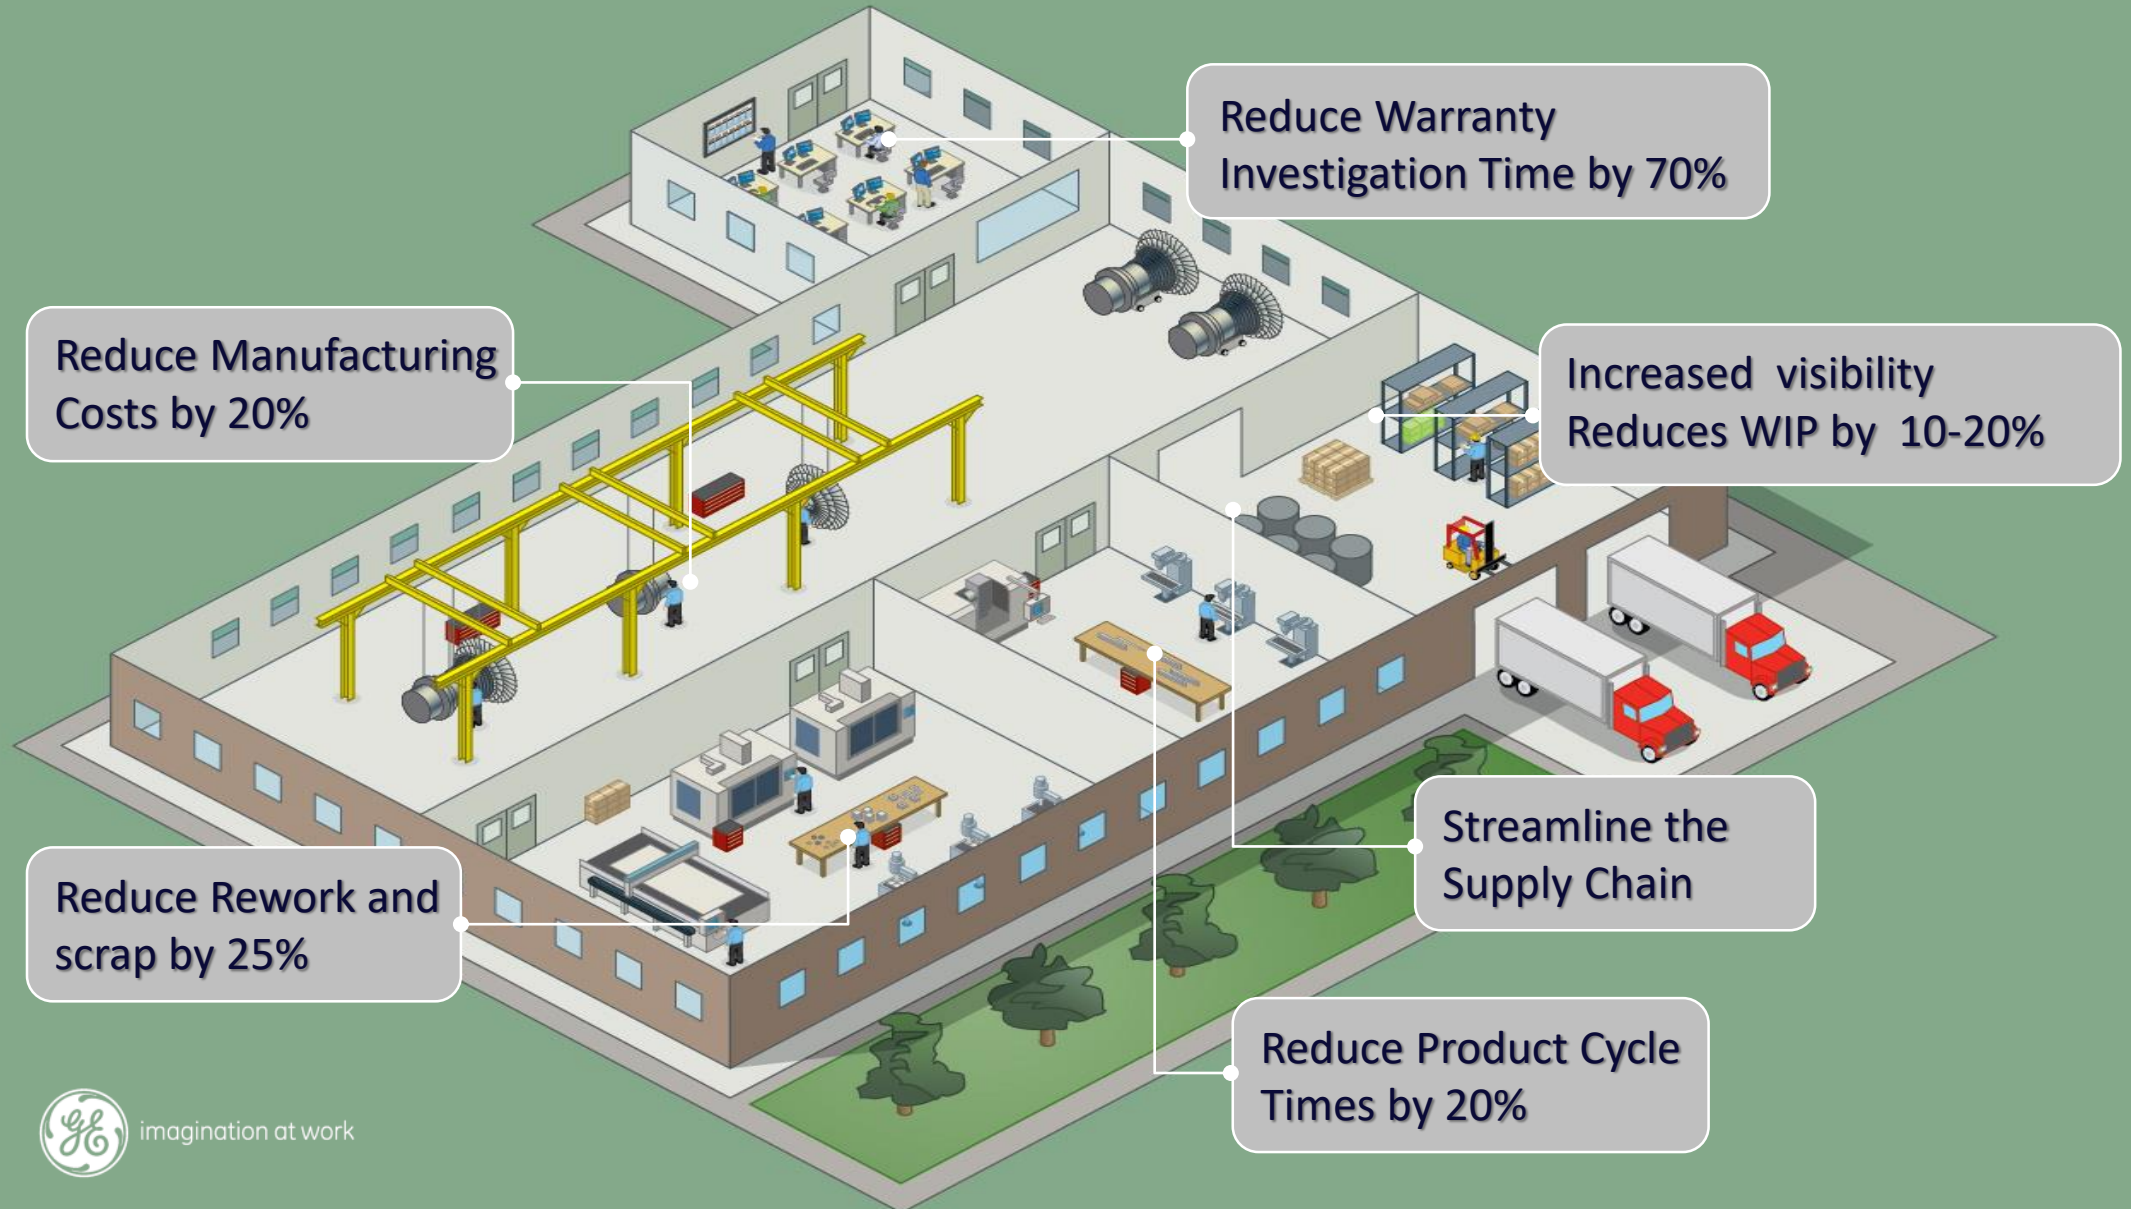 Reduce Warranty
Investigation Time by 70%
Reduce Manufacturing
Costs by 20%
Increased  visibility
Reduces WIP by  10-20%
Reduce Rework and
scrap by 25%
Streamline the
Supply Chain
Reduce Product Cycle
Times by 20%
GE
imagination at work